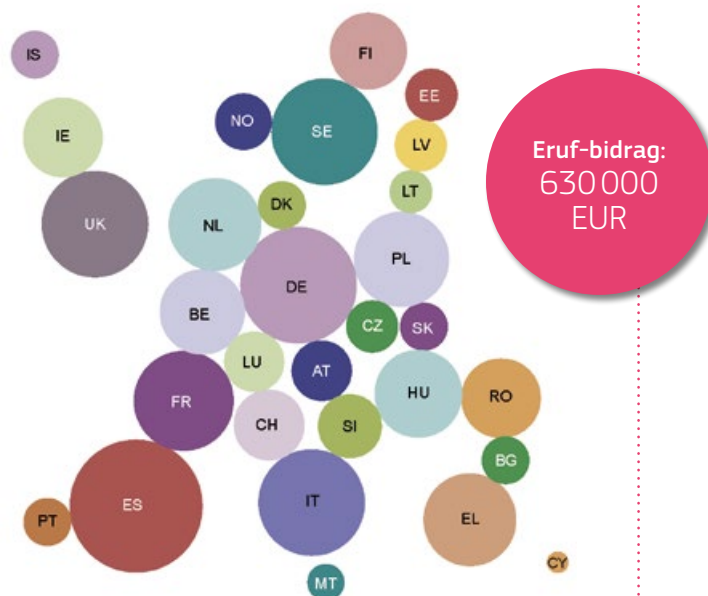 IS
FI
EE
NO
SE
LV
IE
LT
DK
NL
UK
PL
DE
BE
CZ
SK
LU
AT
HU
RO
FR
CH
SI
BG
ES
IT
PT
EL
CY
MT
Eruf-bidrag:
630 000
EUR